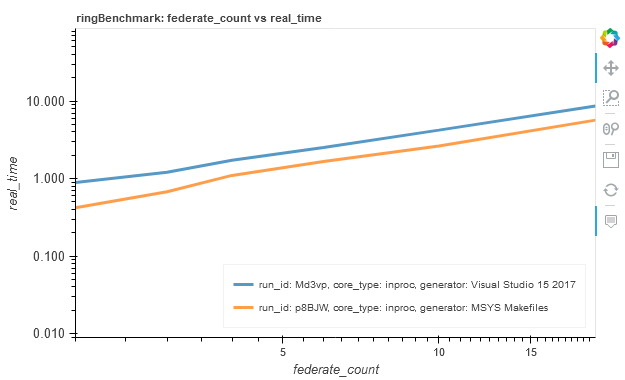 ringBenchmark: federate_count vs real_time
10.000
1.000
0.100
0.010
real_time
run_id: Md3vp, core_type: inproc, generator: Visual Studio 15 2017
run_id: p8BJW, core_type: inproc, generator: MSYS Makefiles
5
10
15
federate_count